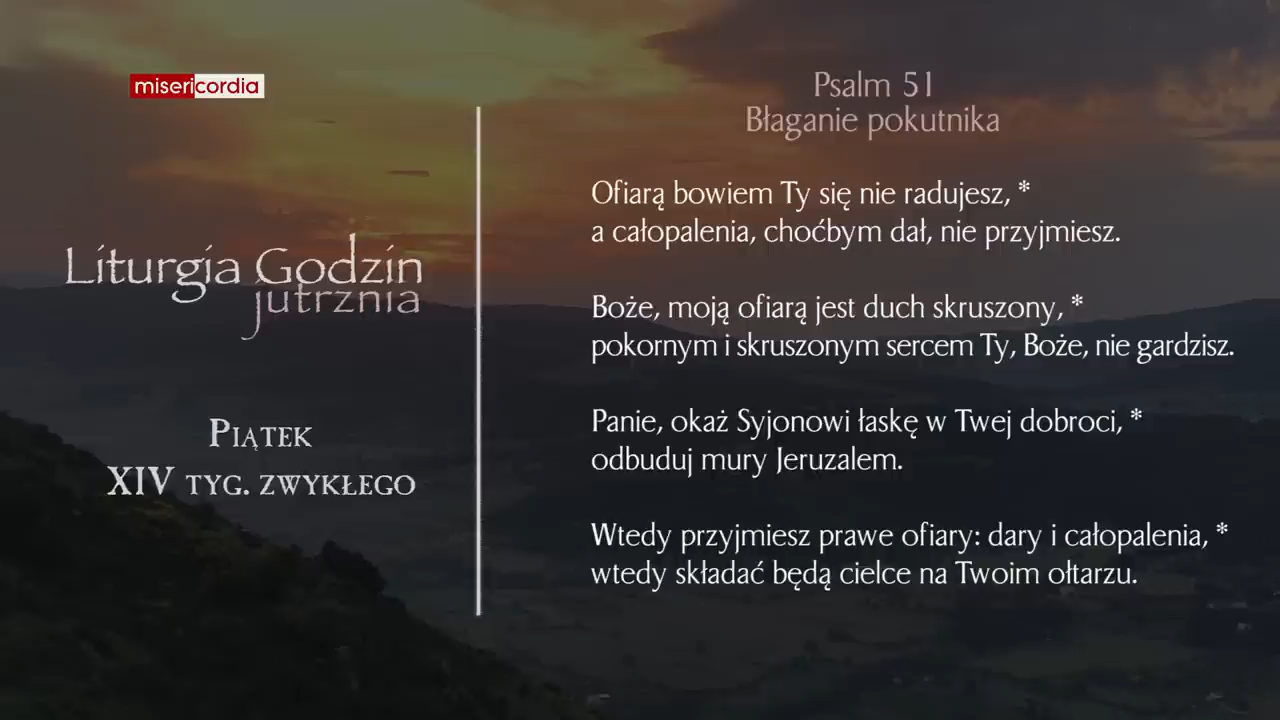 misericordia
Liturgia Godzin
jutrznia
Piątek
XIV tyg. zwykłego
Psalm 51
Błaganie pokutnika
Ofiarą bowiem Ty się nie radujesz, *
a całopalenia, choćbym dał, nie przyjmiesz.
Boże, moją ofiarą jest duch skruszony, *
pokornym i skruszonym sercem Ty, Boże, nie gardzisz.
Panie, okaż Syjonowi łaskę w Twej dobroci, *
odbuduj mury Jeruzalem.
Wtedy przyjmiesz prawe ofiary: dary i całopalenia, *
wtedy składać będą cielce na Twoim ołtarzu.